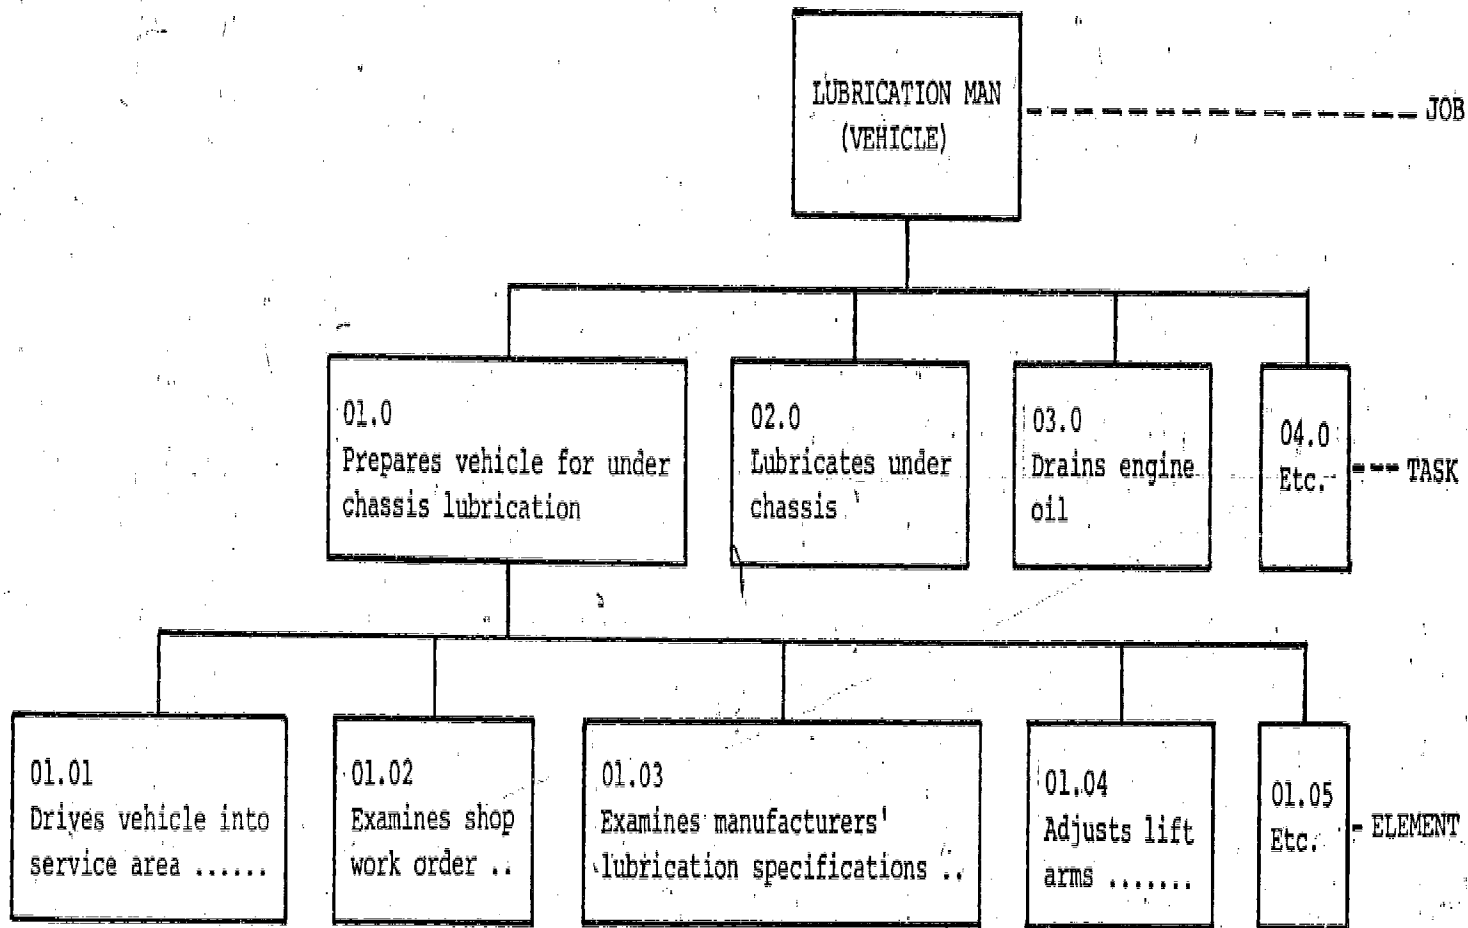 LUBRICATION MAN
(VEHICLE)
JOB
01.0
Prepares vehicle for under
chassis lubrication
02.0
Lubricates under
chassis
03.0
Drains engine
oil
04.0
Etc.
TASK
01.01
Drives vehicle into
service area ......
01.02
Examines shop
work order ..
01.03
Examines manufacturers'
lubrication specifications ..
01.04
Adjusts lift
arms .......
01.05
Etc.
ELEMENT